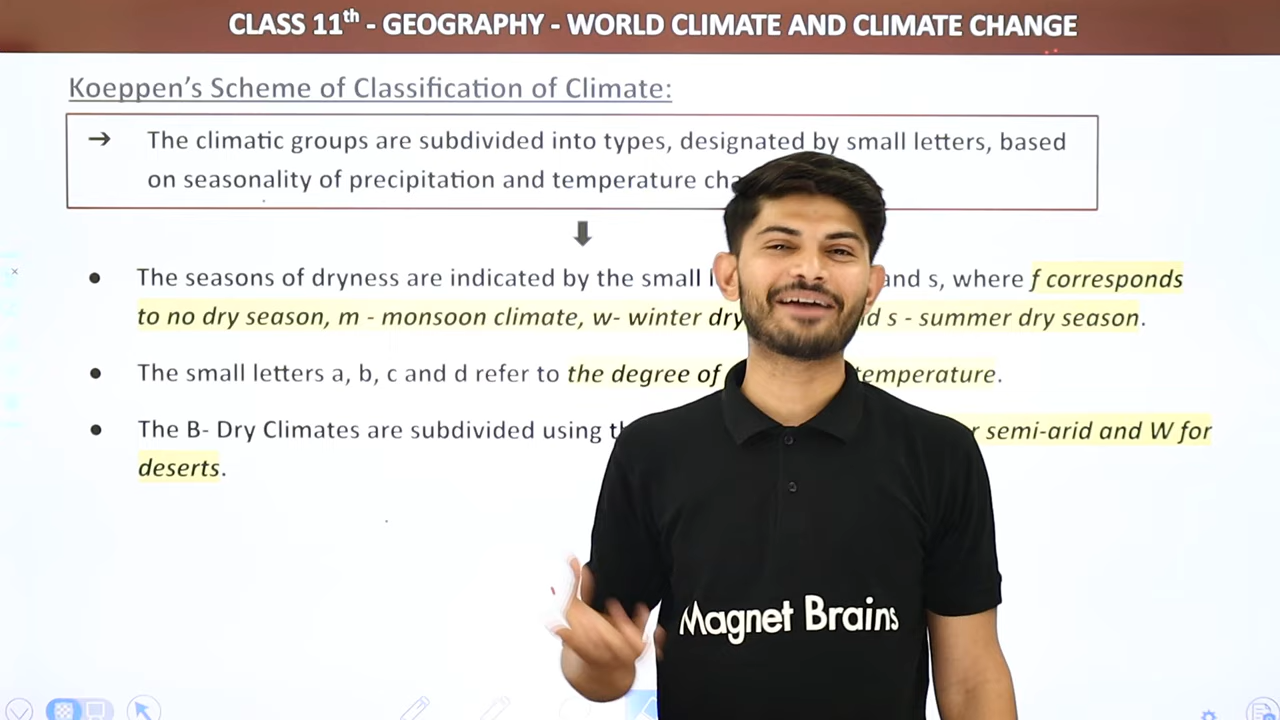 CLASS 11th - GEOGRAPHY - WORLD CLIMATE AND CLIMATE CHANGE
Koeppen's Scheme of Classification of Climate:
➔ The climatic groups are subdivided into types, designated by small letters, based
on seasonality of precipitation and temperature
● The seasons of dryness are indicated by the small and s, where f corresponds
to no dry season, m - monsoon climate, w- winter dry s - summer dry season.
● The small letters a, b, c and d refer to the degree of temperature.
● The B- Dry Climates are subdivided using semi-arid and W for
deserts.
Magnet Brains